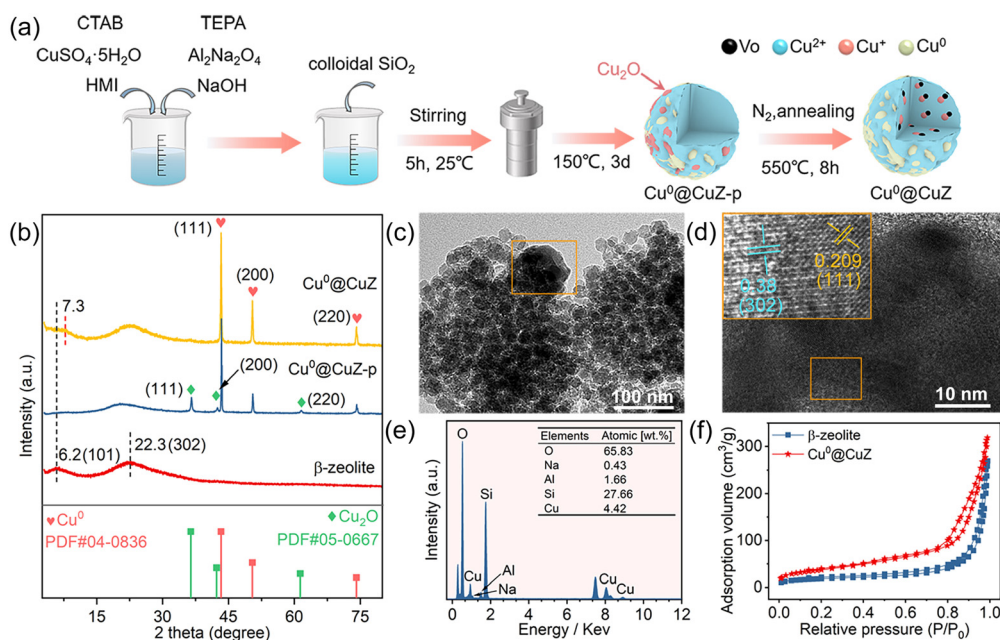 (a)
CTAB
TEPA
CuSO₄·5H₂O
Al₂Na₂O₄
HMI
NaOH
colloidal SiO₂
Stirring
5h, 25℃
150℃, 3d
Cu₂O
Cu⁰@CuZ-p
N₂,annealing
550℃, 8h
Cu⁰@CuZ
Vo
Cu²⁺
Cu⁺
Cu⁰
(b)
Intensity (a.u.)
7.3
(111)
(200)
Cu⁰@CuZ
(220)
Cu⁰@CuZ-p
(200)
(111)
(220)
6.2(101)
22.3(302)
β-zeolite
♥Cu⁰
PDF#04-0836
♦Cu₂O
PDF#05-0667
15
30
45
60
75
2 theta (degree)
(c)
100 nm
(d)
0.38
(302)
0.209
(111)
10 nm
(e)
Intensity (a.u.)
O
Si
Cu
Al
Na
Cu
Cu
Elements Atomic [wt.%]
O 65.83
Na 0.43
Al 1.66
Si 27.66
Cu 4.42
0 2 4 6 8 10 12
Energy / Kev
(f)
Adsorption volume (cm³/g)
β-zeolite
Cu⁰@CuZ
300
250
200
150
100
50
0
0.0 0.2 0.4 0.6 0.8 1.0
Relative pressure (P/P₀)